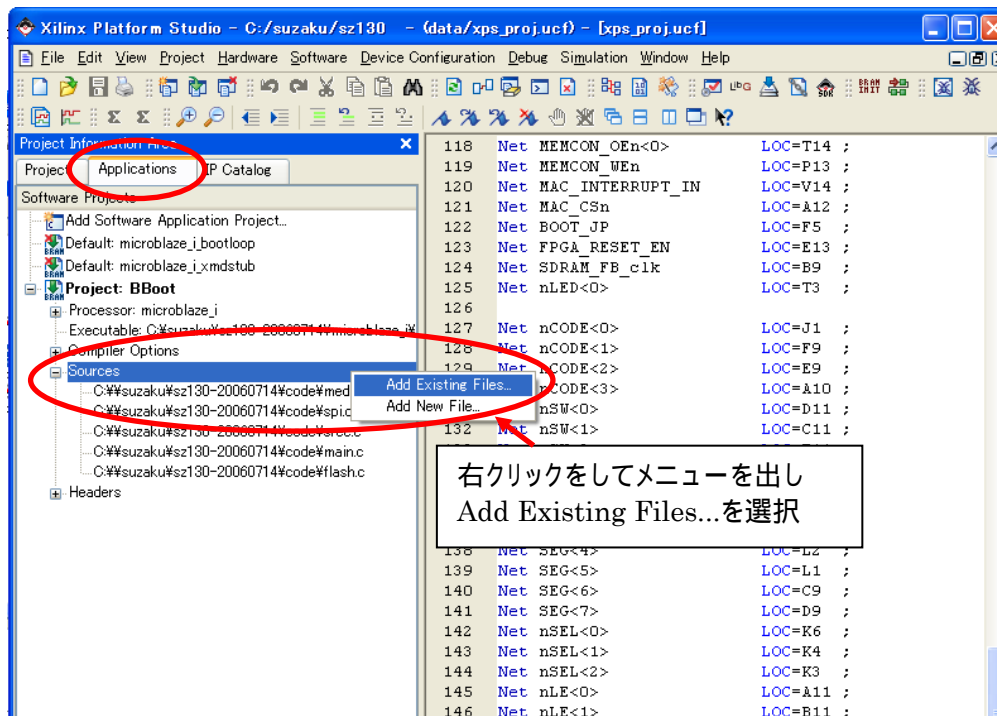 Xilinx Platform Studio - C:/suzaku/sz130 - (data/xps_proj.ucf) - [xps_proj.ucf]
File Edit View Project Hardware Software Device Configuration Debug Simulation Window Help
Project Information Area
Project Applications IP Catalog
Software Projects
Add Software Application Project...
Default: microblaze_i_bootloop
Default: microblaze_i_xmdstub
Project: BBoot
Processor: microblaze_i
Executable: C:¥suzaku¥sz130-20060714¥microblaze_i¥
Compiler Options
Sources
C:¥¥suzaku¥sz130-20060714¥code¥med
C:¥¥suzaku¥sz130-20060714¥code¥spi.c
C:¥¥suzaku¥sz130-20060714¥code¥srec.c
C:¥¥suzaku¥sz130-20060714¥code¥main.c
C:¥¥suzaku¥sz130-20060714¥code¥flash.c
Headers
Add Existing Files...
Add New File...
118 Net MEMCON_OEn<0> LOC=T14 ;
119 Net MEMCON_WEn LOC=P13 ;
120 Net MAC_INTERRUPT_IN LOC=V14 ;
121 Net MAC_CSn LOC=A12 ;
122 Net BOOT_JP LOC=F5 ;
123 Net FPGA_RESET_EN LOC=E13 ;
124 Net SDRAM_FB_clk LOC=B9 ;
125 Net nLED<0> LOC=T3 ;
126
127 Net nCODE<0> LOC=J1 ;
128 Net nCODE<1> LOC=F9 ;
129 Net nCODE<2> LOC=E9 ;
nCODE<3> LOC=A10 ;
nSW<0> LOC=D11 ;
132 Net nSW<1> LOC=C11 ;
右クリックをしてメニューを出し
Add Existing Files...を選択
138 Net SEG<4> LOC=L2 ;
139 Net SEG<5> LOC=L1 ;
140 Net SEG<6> LOC=C9 ;
141 Net SEG<7> LOC=D9 ;
142 Net nSEL<0> LOC=K6 ;
143 Net nSEL<1> LOC=K4 ;
144 Net nSEL<2> LOC=K3 ;
145 Net nLE<0> LOC=A11 ;
146 Net nLE<1> LOC=B11 ;